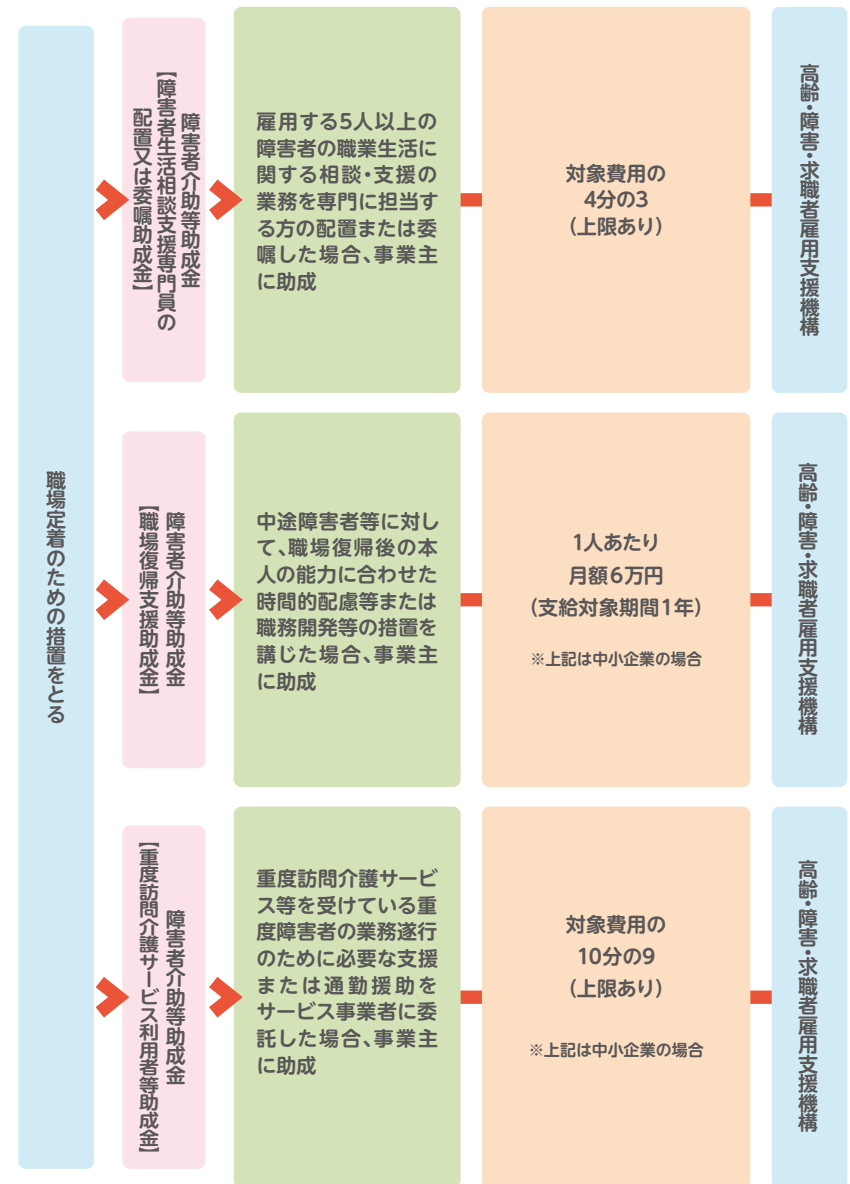 職場定着のための措置をとる
障害者介助等助成金
【障害者生活相談支援専門員の
配置又は委嘱助成金】
雇用する5人以上の
障害者の職業生活に
関する相談・支援の
業務を専門に担当す
る方の配置または委
嘱した場合、事業主
に助成
対象費用の
4分の3
(上限あり)
高齢・障害・求職者雇用支援機構
障害者介助等助成金
【職場復帰支援助成金】
中途障害者等に対し
て、職場復帰後の本
人の能力に合わせた
時間的配慮等または
職務開発等の措置を
講じた場合、事業主
に助成
1人あたり
月額6万円
(支給対象期間1年)
※上記は中小企業の場合
高齢・障害・求職者雇用支援機構
障害者介助等助成金
【重度訪問介護サービス利用者等助成金】
重度訪問介護サービ
ス等を受けている重
度障害者の業務遂行
のために必要な支援
または通勤援助を
サービス事業者に委
託した場合、事業主
に助成
対象費用の
10分の9
(上限あり)
※上記は中小企業の場合
高齢・障害・求職者雇用支援機構